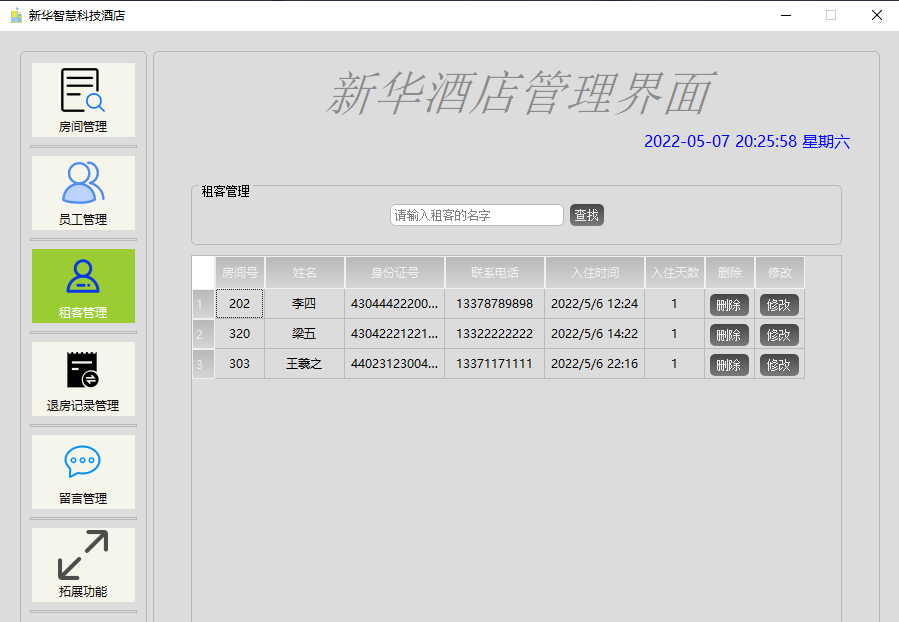 新华智慧科技酒店
房间管理
员工管理
租客管理
退房记录管理
留言管理
拓展功能
新华酒店管理界面
2022-05-07 20:25:58 星期六
租客管理
请输入租客的名字 查找
房间号 姓名 身份证号 联系电话 入住时间 入住天数 删除 修改
1 202 李四 43044422200... 13378789898 2022/5/6 12:24 1 删除 修改
2 320 梁五 43042221221... 13322222222 2022/5/6 14:22 1 删除 修改
3 303 王羲之 44023123004... 13371171111 2022/5/6 22:16 1 删除 修改